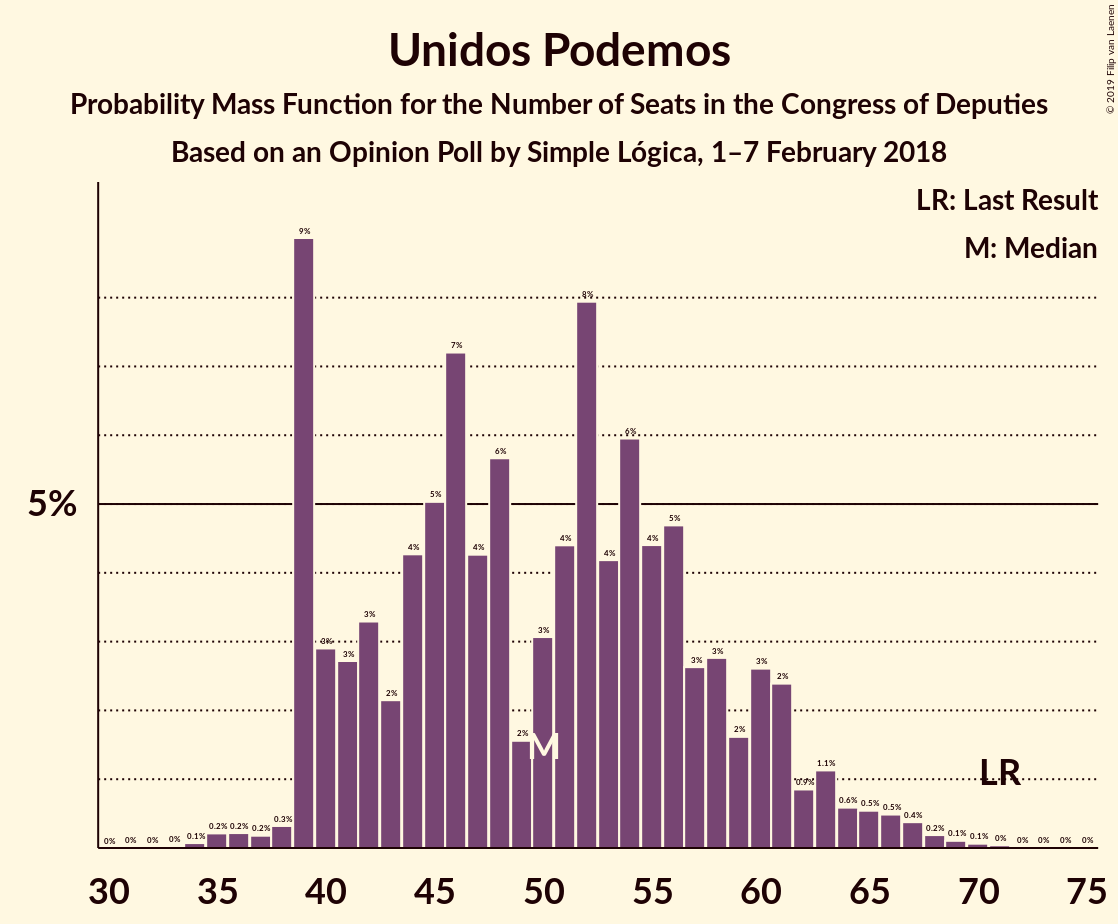 Unidos Podemos
Probability Mass Function for the Number of Seats in the Congress of Deputies
Based on an Opinion Poll by Simple Lógica, 1–7 February 2018
© 2019 Filip van Laenen
LR: Last Result
M: Median
5%
0% 0% 0% 0% 0.1% 0.2% 0.2% 0.2% 0.3% 9% 3% 3% 3% 2% 4% 5% 7% 4% 6% 2% 3% 4% 8% 4% 6% 4% 5% 3% 3% 2% 3% 2% 0.9% 1.1% 0.6% 0.5% 0.5% 0.4% 0.2% 0.1% 0.1% 0% 0% 0% 0% 0%
M
LR
30 35 40 45 50 55 60 65 70 75